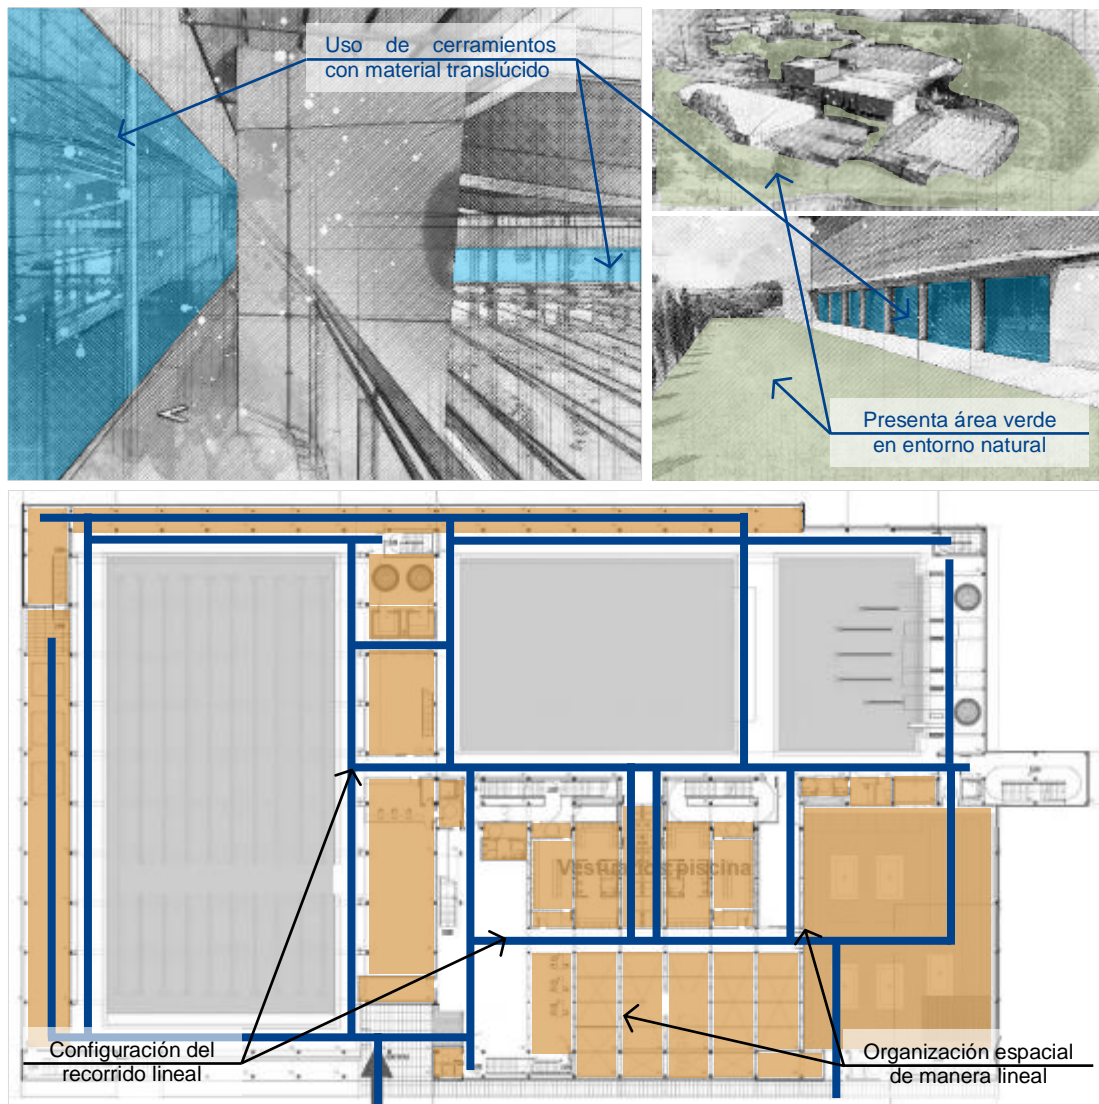 Uso de cerramientos
con material translúcido
Presenta área verde
en entorno natural
Vestuarios piscina
Configuración del
recorrido lineal
Organización espacial
de manera lineal